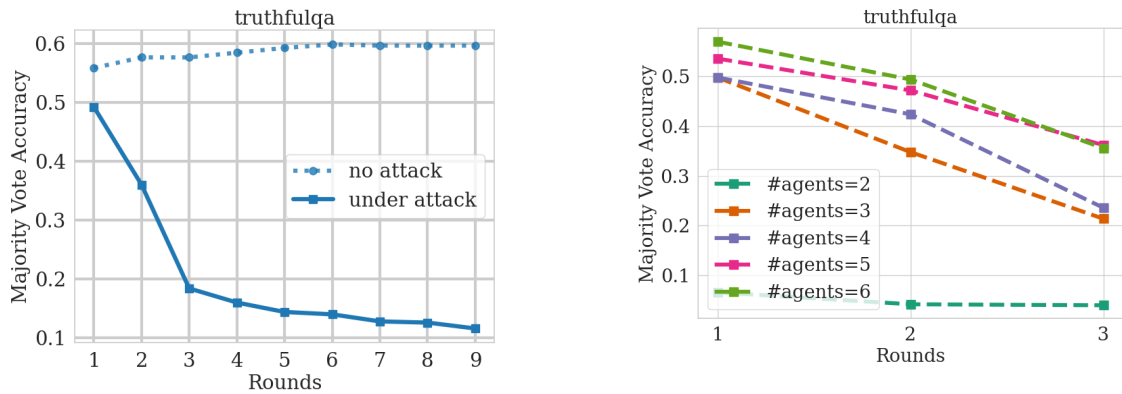 truthfulqa
Majority Vote Accuracy
0.6
0.5
0.4
0.3
0.2
0.1
no attack
under attack
1 2 3 4 5 6 7 8 9
Rounds
truthfulqa
Majority Vote Accuracy
0.5
0.4
0.3
0.2
0.1
#agents=2
#agents=3
#agents=4
#agents=5
#agents=6
1 2 3
Rounds